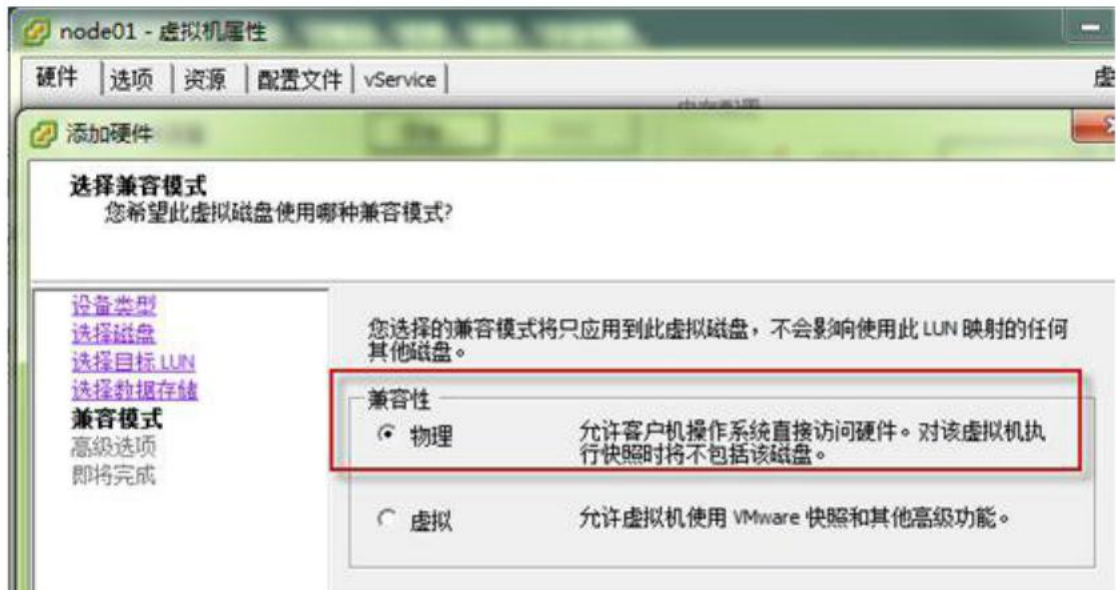 node01 - 虚拟机属性
硬件 选项 资源 配置文件 vService 虚
添加硬件
选择兼容模式
您希望此虚拟磁盘使用哪种兼容模式?
设备类型
选择磁盘
选择目标 LUN
选择数据存储
兼容模式
高级选项
即将完成
您选择的兼容模式将只应用到此虚拟磁盘，不会影响使用此 LUN 映射的任何
其他磁盘。
兼容性
物理 允许客户机操作系统直接访问硬件。对该虚拟机执
行快照时将不包括该磁盘。
虚拟 允许虚拟机使用 VMware 快照和其他高级功能。